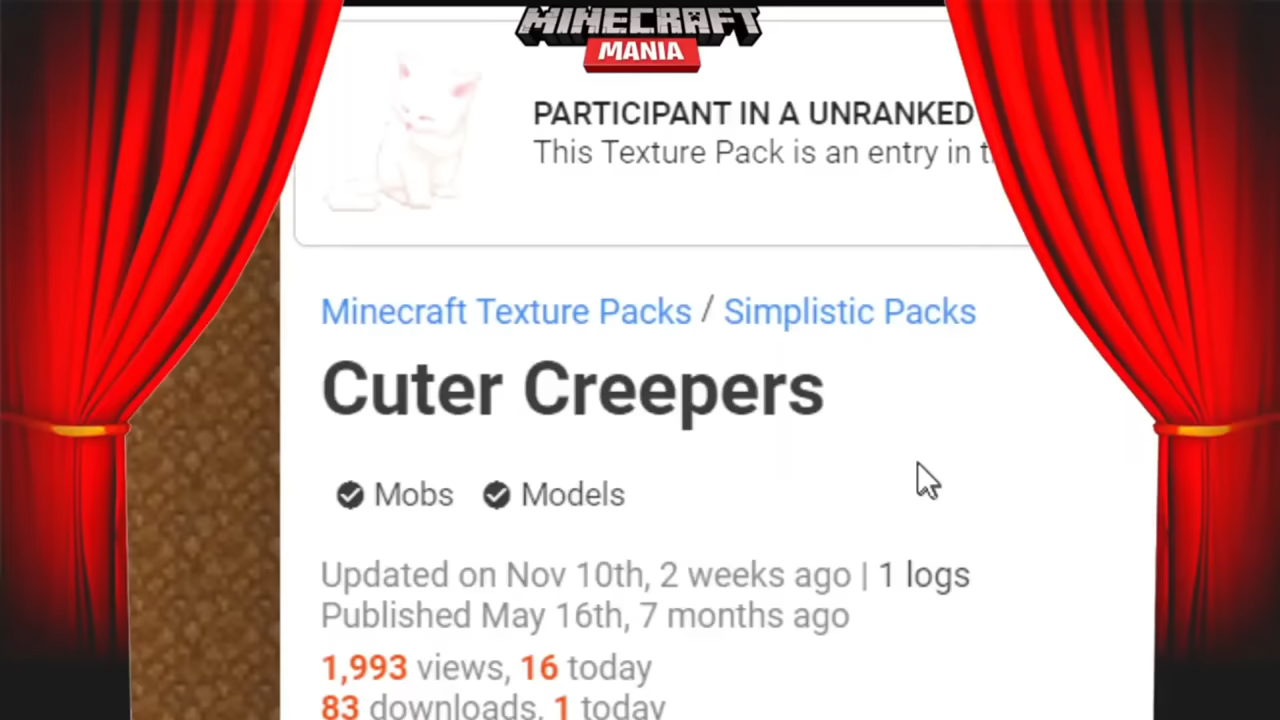 MINECRAFT
MANIA
PARTICIPANT IN A UNRANKED
This Texture Pack is an entry in
Minecraft Texture Packs / Simplistic Packs
Cuter Creepers
Mobs Models
Updated on Nov 10th, 2 weeks ago | 1 logs
Published May 16th, 7 months ago
1,993 views, 16 today
83 downloads, 1 today